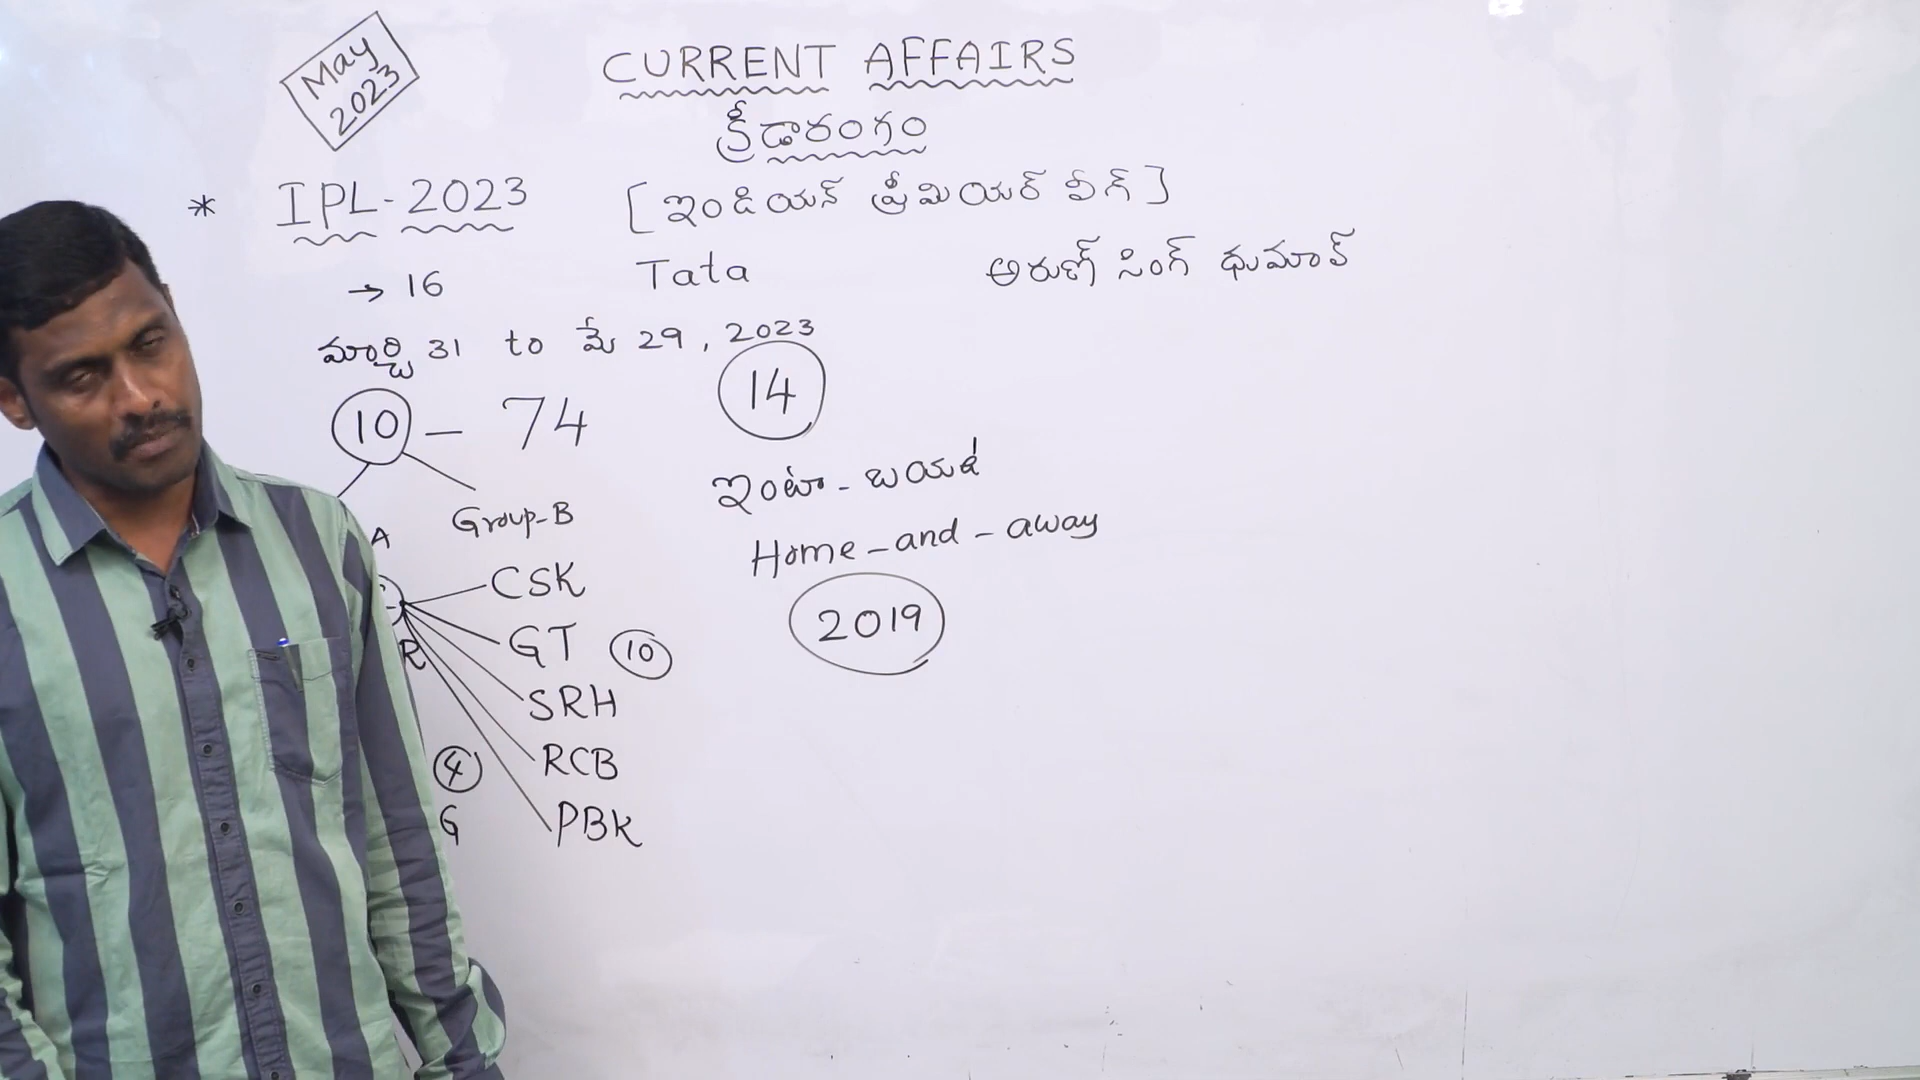 May
2023
CURRENT AFFAIRS
క్రీడారంగం
* IPL-2023 [ఇండియన్ ప్రీమియర్ లీగ్]
→ 16 Tata అరుణ్ సింగ్ ధుమాల్
మార్చి 31 to మే 29, 2023
10 - 74 14
A Group-B
ఇంటా-బయట
Home-and-away
CSK
2019
R GT 10
SRH
4 RCB
G PBK